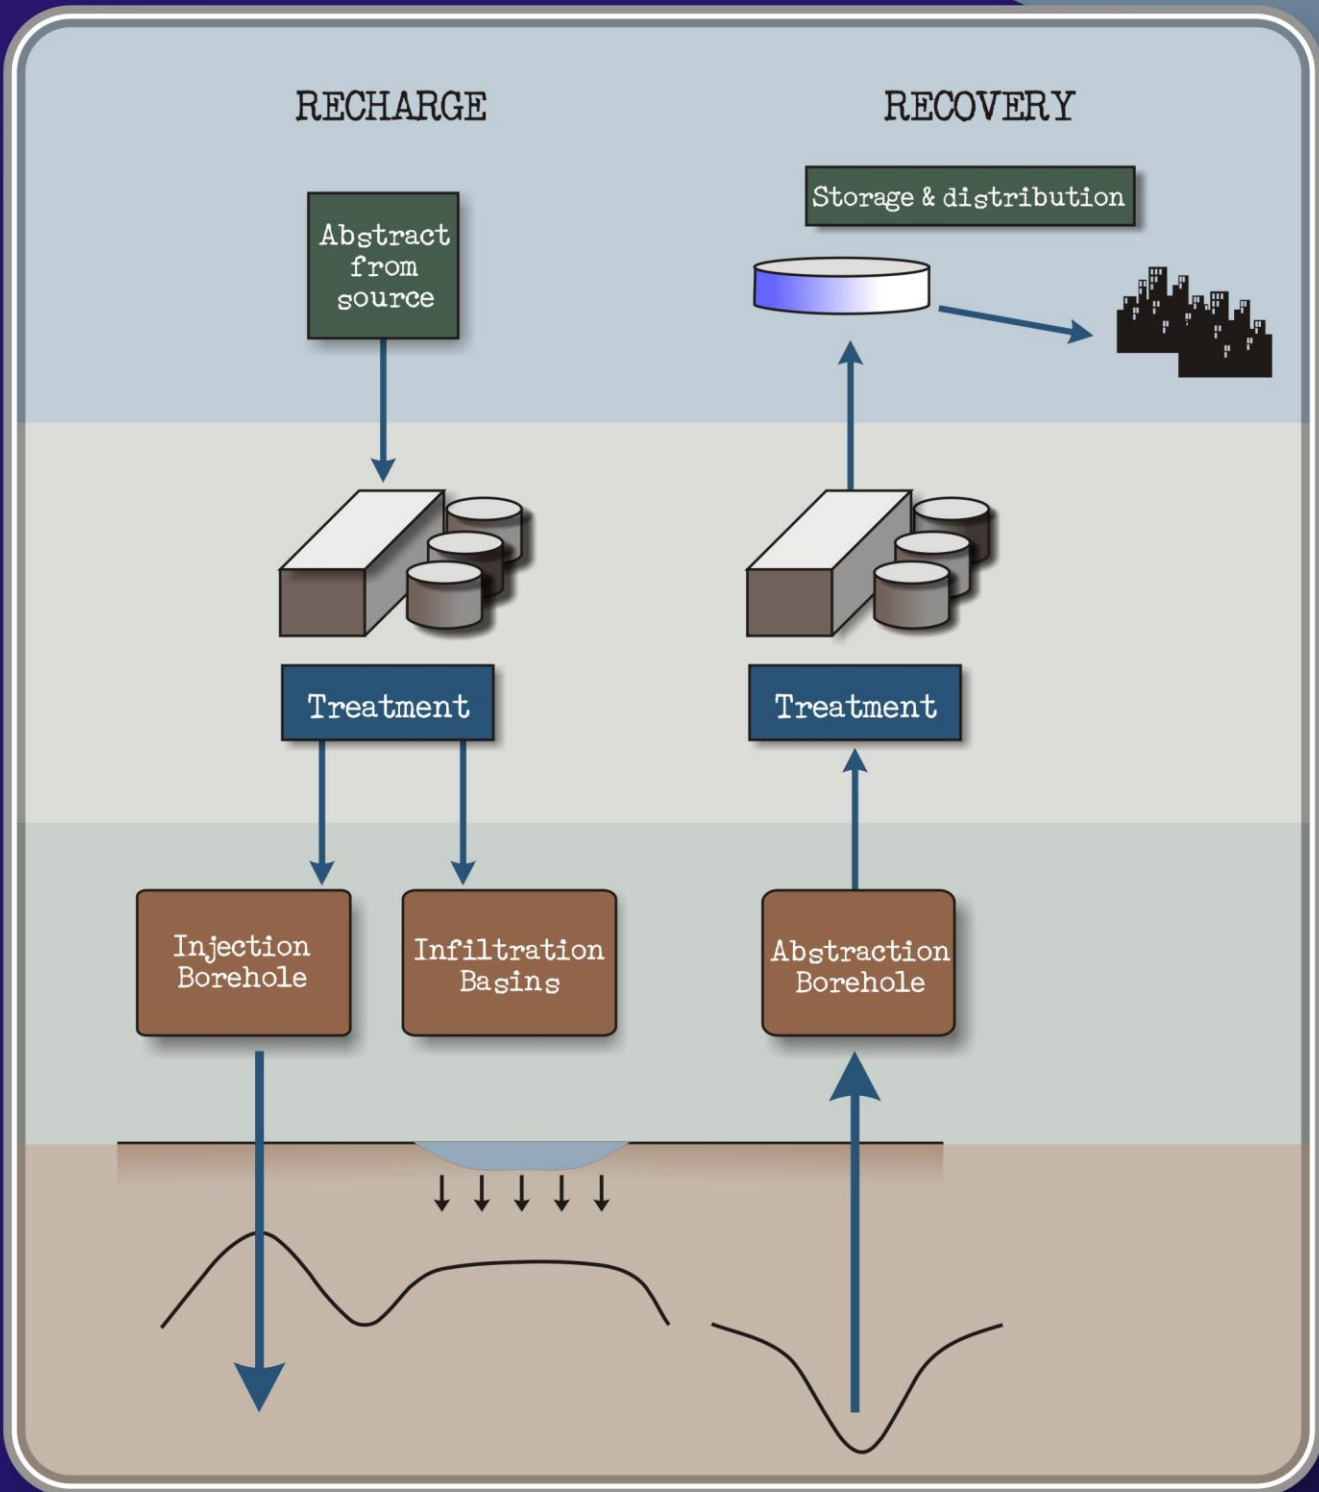 RECHARGE
Abstract
from
source
Treatment
Injection
Borehole
Infiltration
Basins
RECOVERY
Storage & distribution
Treatment
Abstraction
Borehole